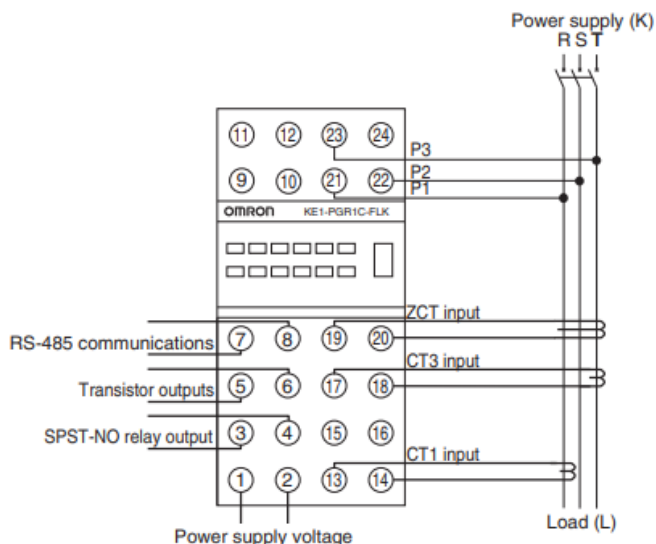 Power supply (K)
R S T
11 12 23 24
P3
9 10 21 22
P2
P1
OMRON KE1-PGR1C-FLK
ZCT input
RS-485 communications
7 8 19 20
CT3 input
Transistor outputs
5 6 17 18
SPST-NO relay output
3 4 15 16
CT1 input
1 2 13 14
Load (L)
Power supply voltage